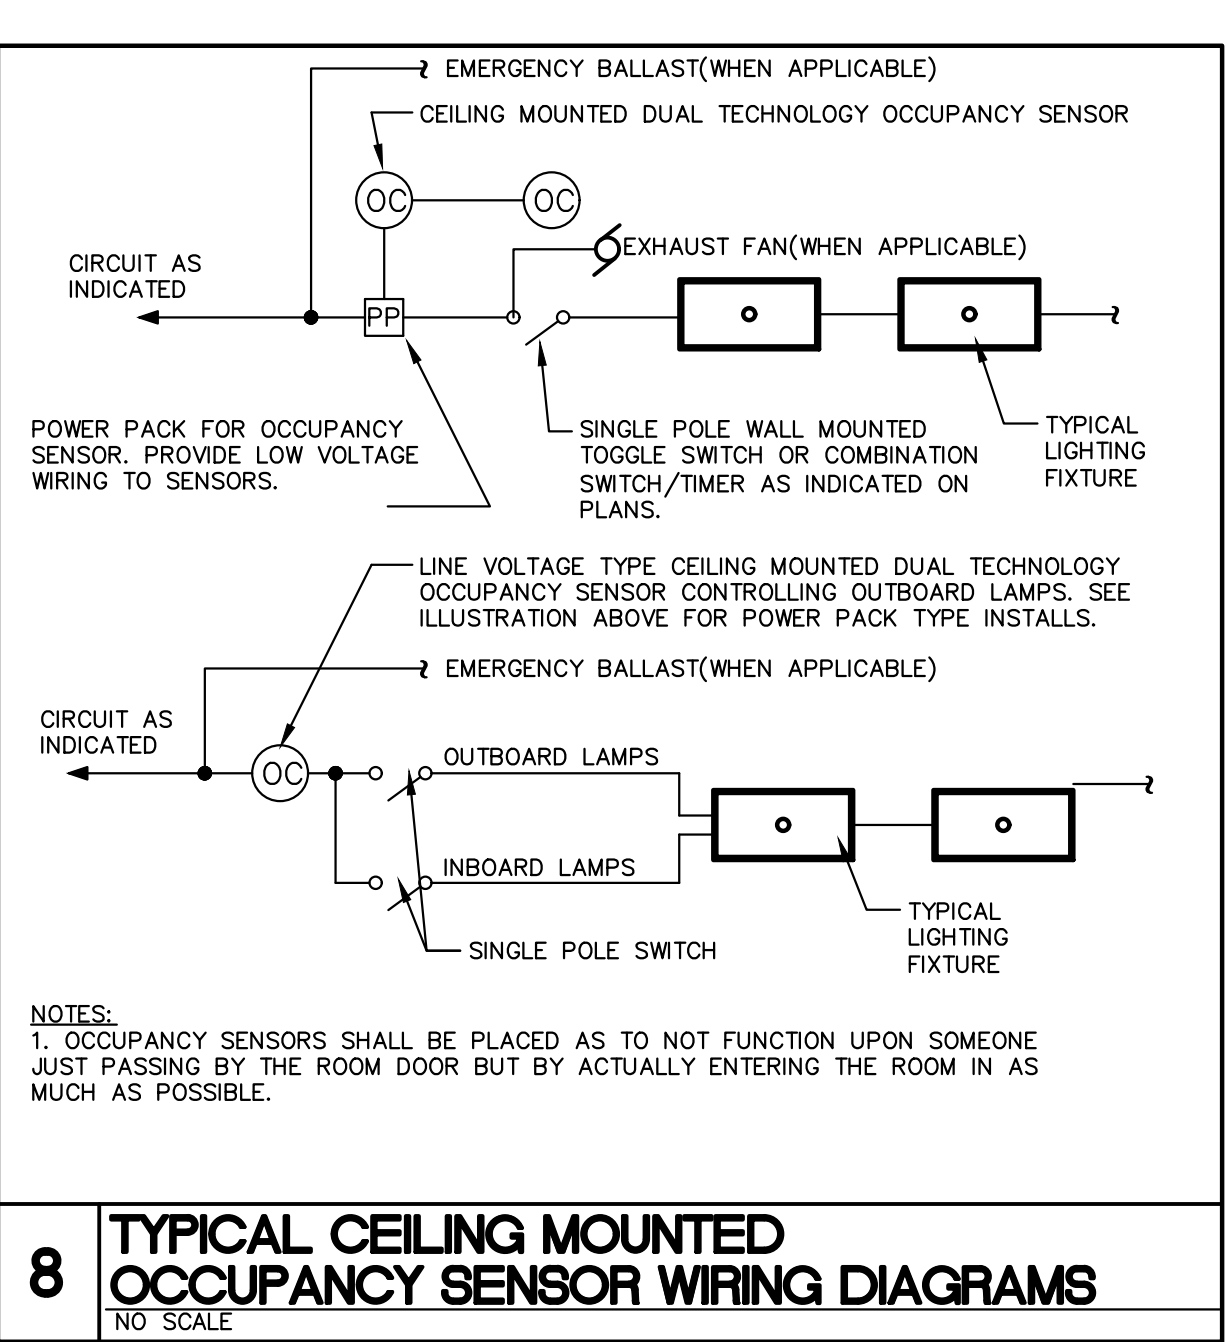 EMERGENCY BALLAST(WHEN APPLICABLE)
CEILING MOUNTED DUAL TECHNOLOGY OCCUPANCY SENSOR
OC
OC
EXHAUST FAN(WHEN APPLICABLE)
CIRCUIT AS
INDICATED
PP
POWER PACK FOR OCCUPANCY
SENSOR. PROVIDE LOW VOLTAGE
WIRING TO SENSORS.
SINGLE POLE WALL MOUNTED
TOGGLE SWITCH OR COMBINATION
SWITCH/TIMER AS INDICATED ON
PLANS.
TYPICAL
LIGHTING
FIXTURE
LINE VOLTAGE TYPE CEILING MOUNTED DUAL TECHNOLOGY
OCCUPANCY SENSOR CONTROLLING OUTBOARD LAMPS. SEE
ILLUSTRATION ABOVE FOR POWER PACK TYPE INSTALLS.
EMERGENCY BALLAST(WHEN APPLICABLE)
CIRCUIT AS
INDICATED
OC
OUTBOARD LAMPS
INBOARD LAMPS
SINGLE POLE SWITCH
TYPICAL
LIGHTING
FIXTURE
NOTES:
1. OCCUPANCY SENSORS SHALL BE PLACED AS TO NOT FUNCTION UPON SOMEONE
JUST PASSING BY THE ROOM DOOR BUT BY ACTUALLY ENTERING THE ROOM IN AS
MUCH AS POSSIBLE.
8
TYPICAL CEILING MOUNTED
OCCUPANCY SENSOR WIRING DIAGRAMS
NO SCALE